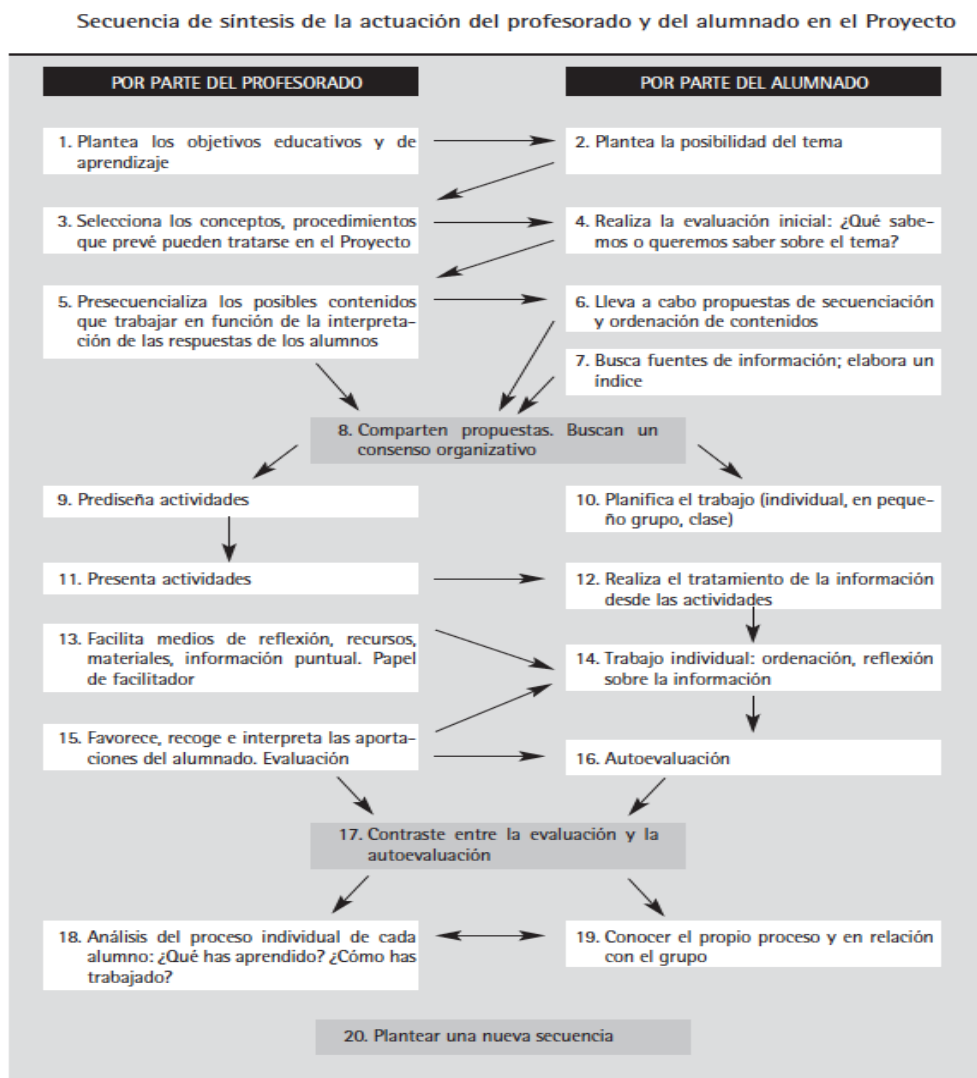 Secuencia de síntesis de la actuación del profesorado y del alumnado en el Proyecto
POR PARTE DEL PROFESORADO
POR PARTE DEL ALUMNADO
1. Plantea los objetivos educativos y de
aprendizaje
2. Plantea la posibilidad del tema
3. Selecciona los conceptos, procedimientos
que prevé pueden tratarse en el Proyecto
4. Realiza la evaluación inicial: ¿Qué sabe-
mos o queremos saber sobre el tema?
5. Presecuencializa los posibles contenidos
que trabajar en función de la interpreta-
ción de las respuestas de los alumnos
6. Lleva a cabo propuestas de secuenciación
y ordenación de contenidos
7. Busca fuentes de información; elabora un
índice
8. Comparten propuestas. Buscan un
consenso organizativo
9. Prediseña actividades
10. Planifica el trabajo (individual, en peque-
ño grupo, clase)
11. Presenta actividades
12. Realiza el tratamiento de la información
desde las actividades
13. Facilita medios de reflexión, recursos,
materiales, información puntual. Papel
de facilitador
14. Trabajo individual: ordenación, reflexión
sobre la información
15. Favorece, recoge e interpreta las aporta-
ciones del alumnado. Evaluación
16. Autoevaluación
17. Contraste entre la evaluación y la
autoevaluación
18. Análisis del proceso individual de cada
alumno: ¿Qué has aprendido? ¿Cómo has
trabajado?
19. Conocer el propio proceso y en relación
con el grupo
20. Plantear una nueva secuencia